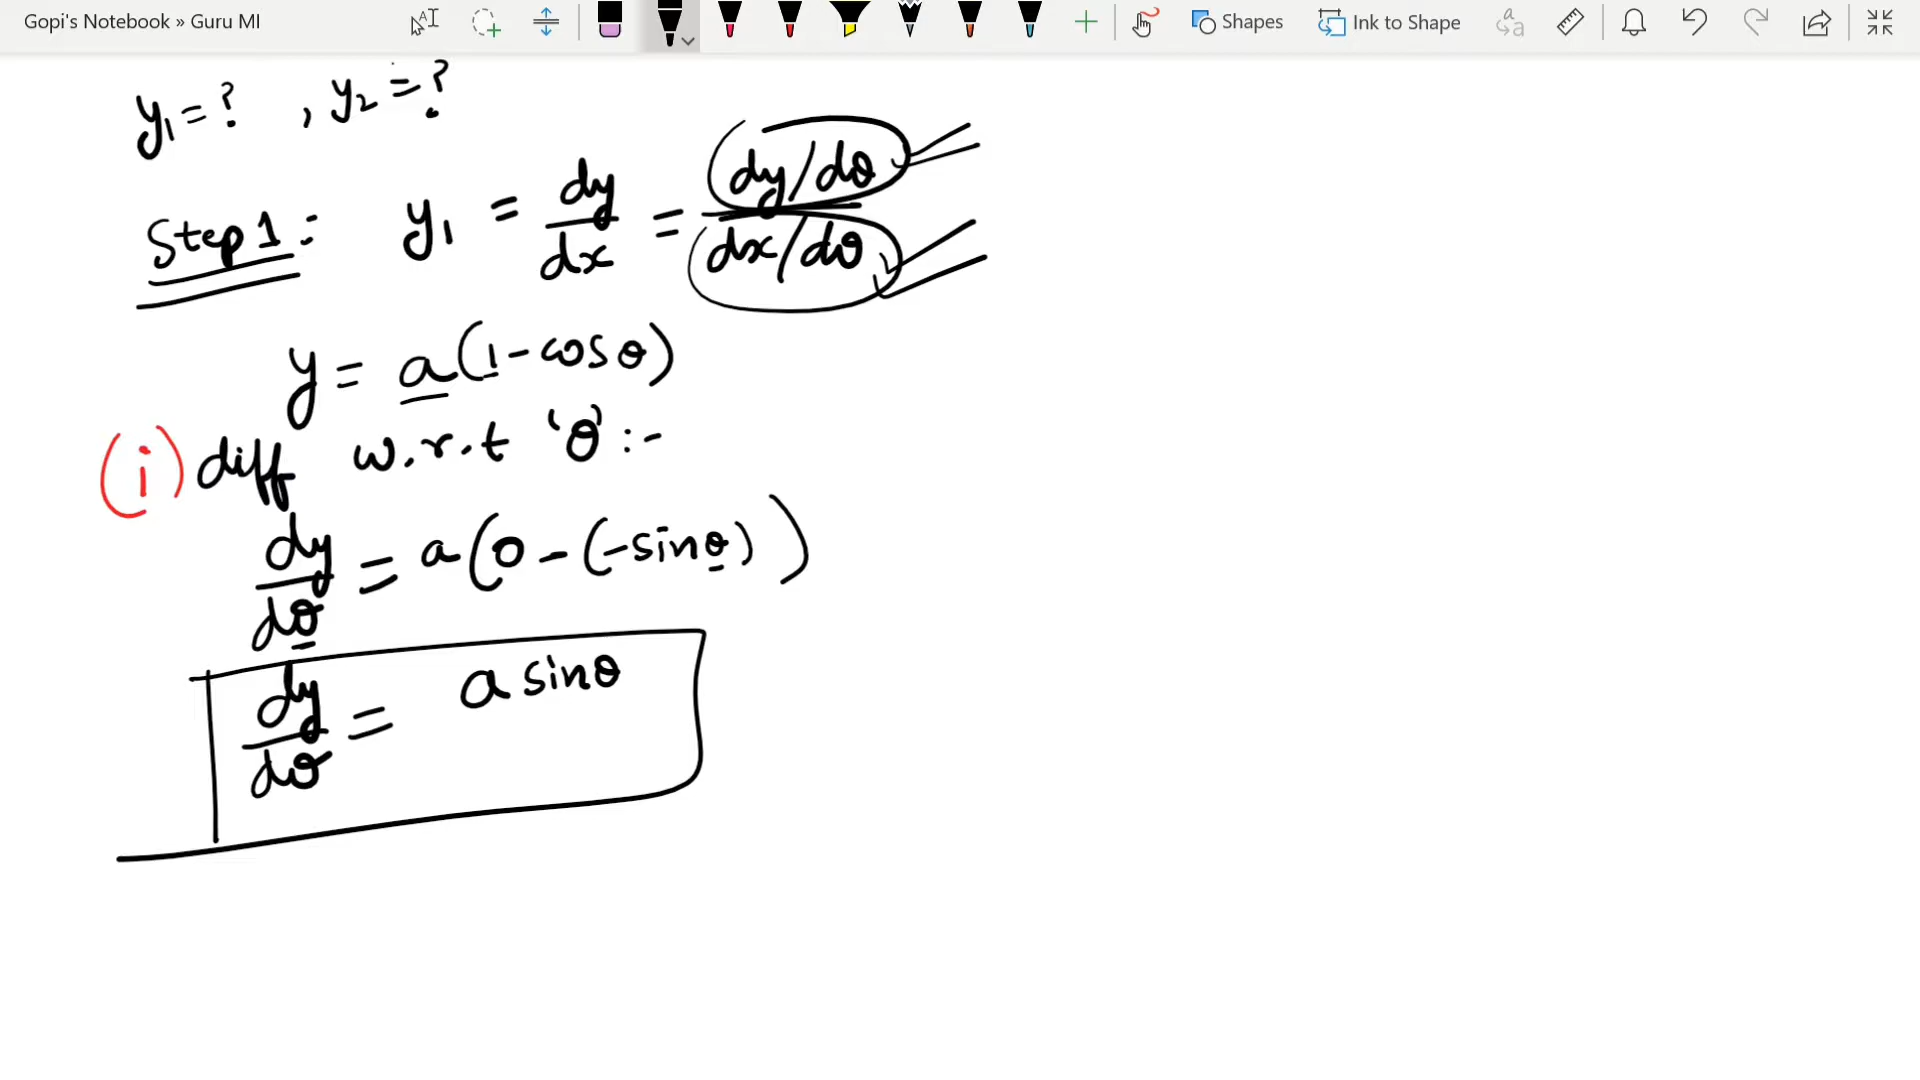 Gopi's Notebook » Guru MI Shapes Ink to Shape
y₁ = ? , y₂ = ?
Step 1 : y₁ = dy/dx = (dy/dθ)/(dx/dθ)
y = a(1 - cosθ)
(i) diff w.r.t 'θ' :-
dy/dθ = a(0 - (-sinθ))
dy/dθ = a sinθ